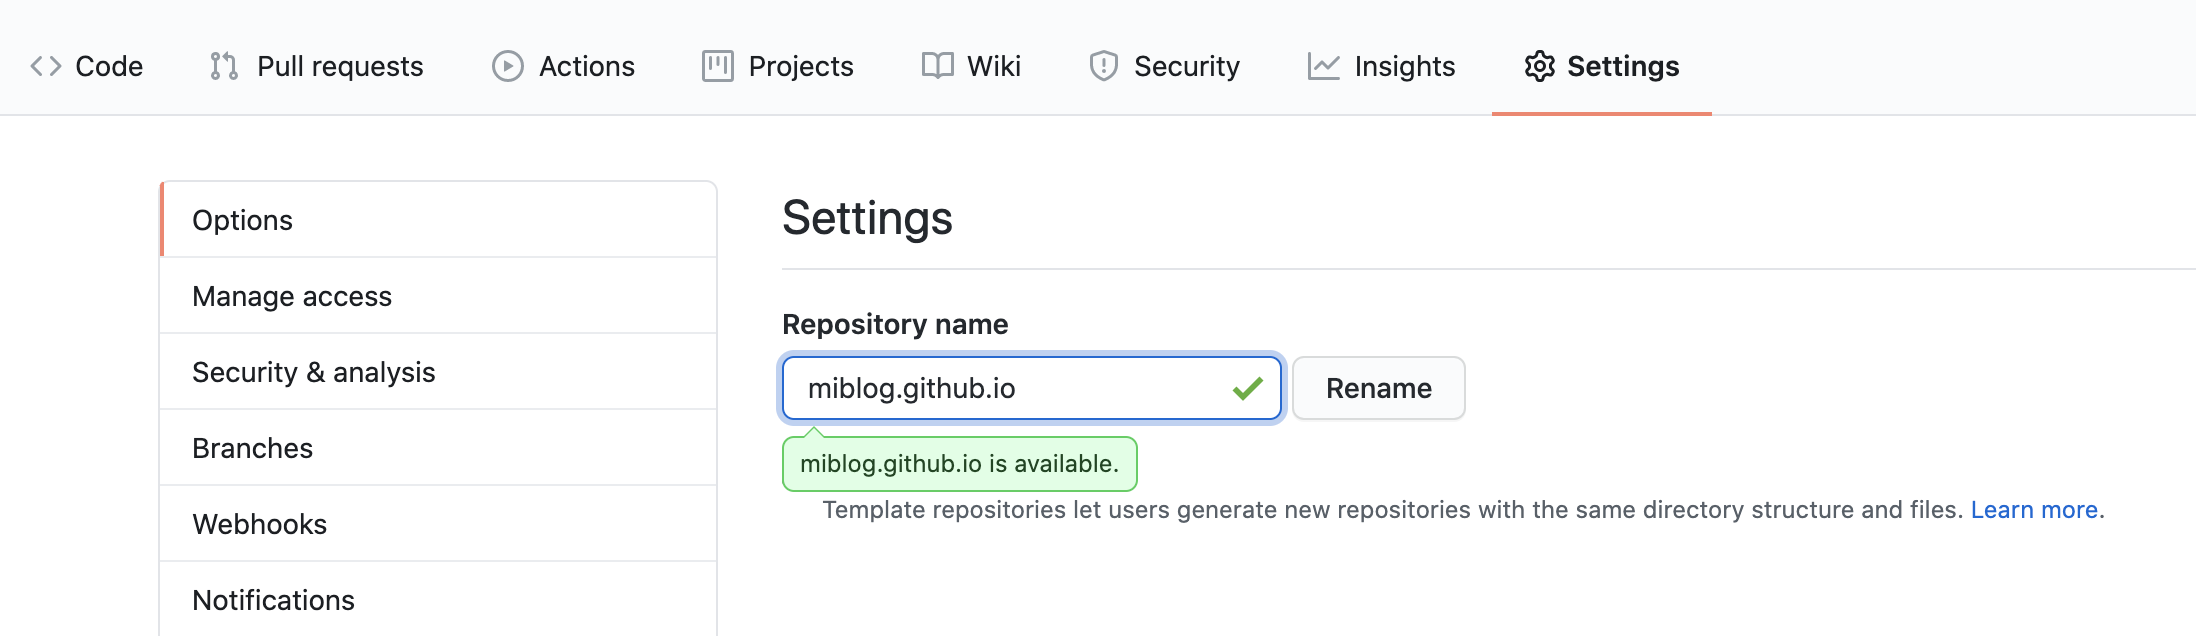 Code Pull requests Actions Projects Wiki Security Insights Settings
Options
Manage access
Security & analysis
Branches
Webhooks
Notifications
Settings
Repository name
miblog.github.io
Rename
miblog.github.io is available.
Template repositories let users generate new repositories with the same directory structure and files. Learn more.